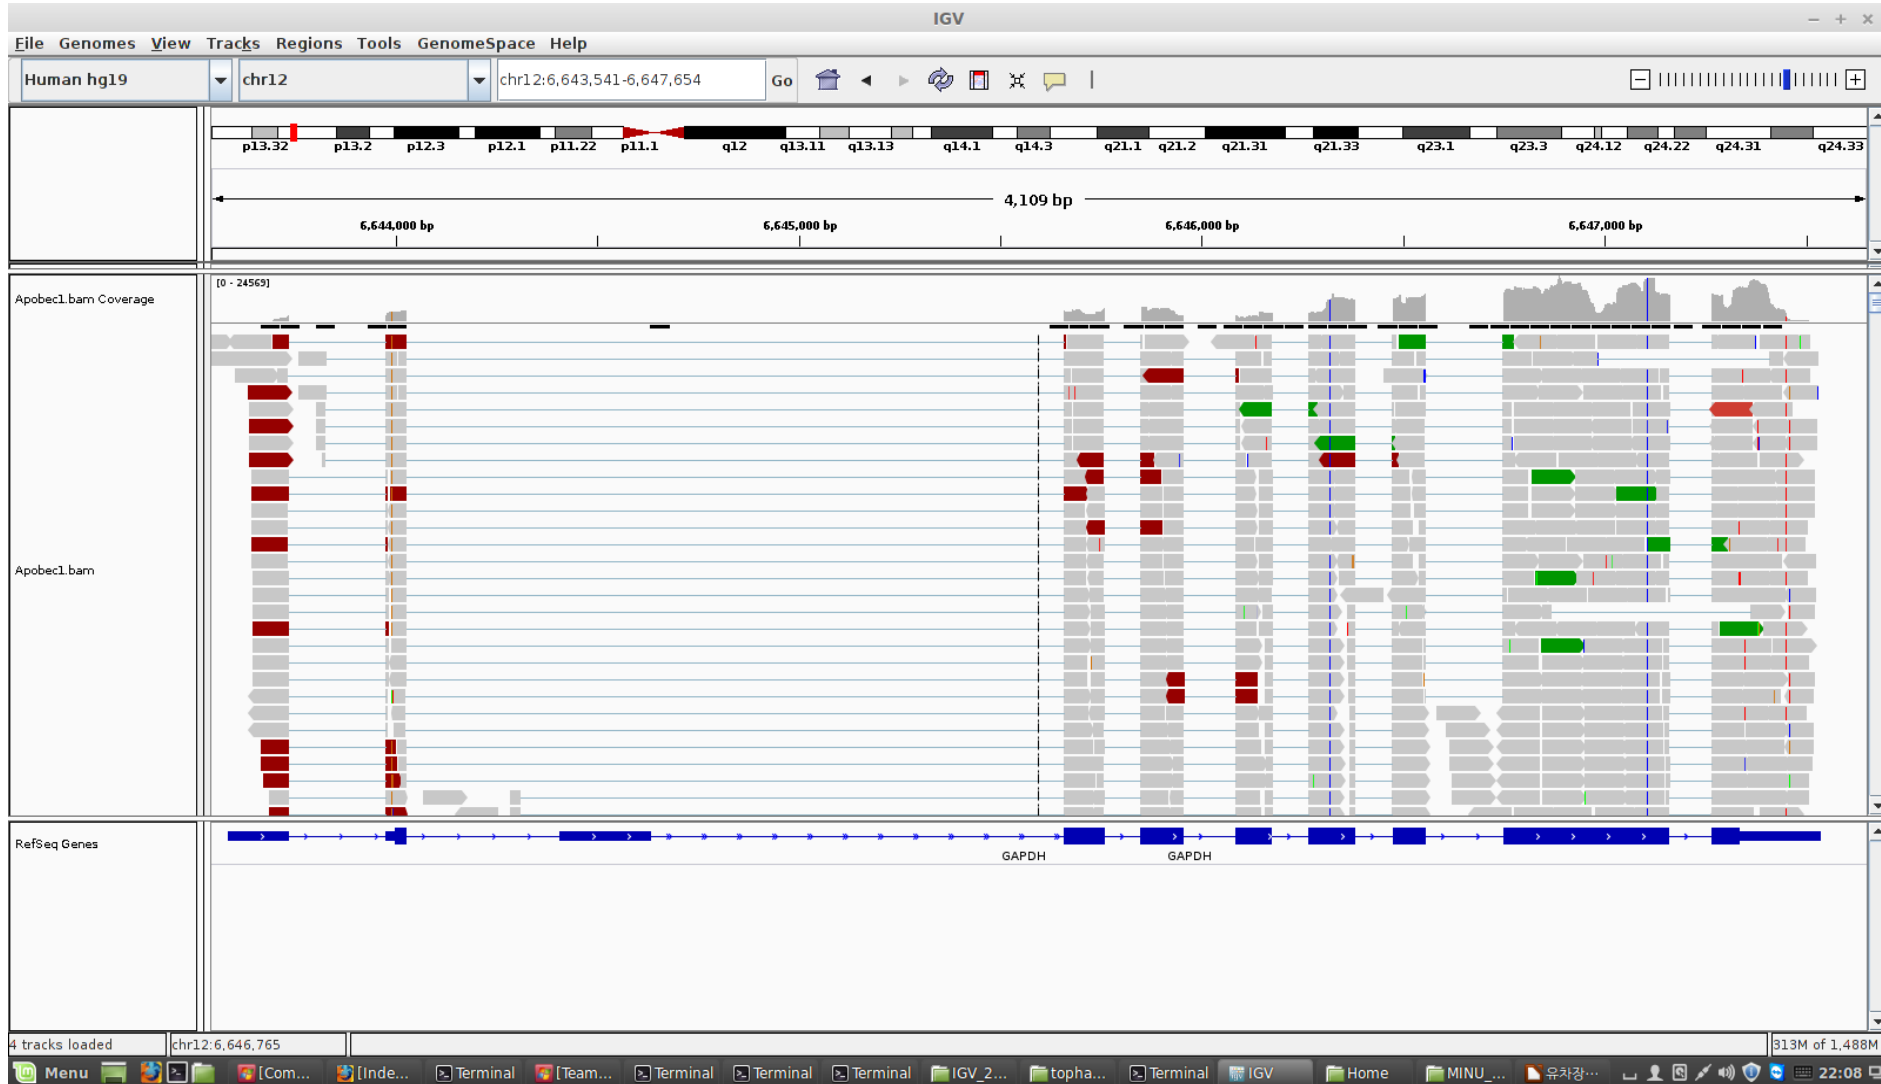 IGV
File Genomes View Tracks Regions Tools GenomeSpace Help
Human hg19 chr12 chr12:6,643,541-6,647,654 Go
p13.32 p13.2 p12.3 p12.1 p11.22 p11.1 q12 q13.11 q13.13 q14.1 q14.3 q21.1 q21.2 q21.31 q21.33 q23.1 q23.3 q24.12 q24.22 q24.31 q24.33
4,109 bp
6,644,000 bp 6,645,000 bp 6,646,000 bp 6,647,000 bp
[0 - 24569]
Apobec1.bam Coverage
Apobec1.bam
RefSeq Genes
GAPDH GAPDH
4 tracks loaded chr12:6,646,765 313M of 1,488M
Menu [Com... [Inde... Terminal [Team... Terminal Terminal Terminal IGV_2... topha... Terminal IGV Home MINU_... 유차장... 22:08